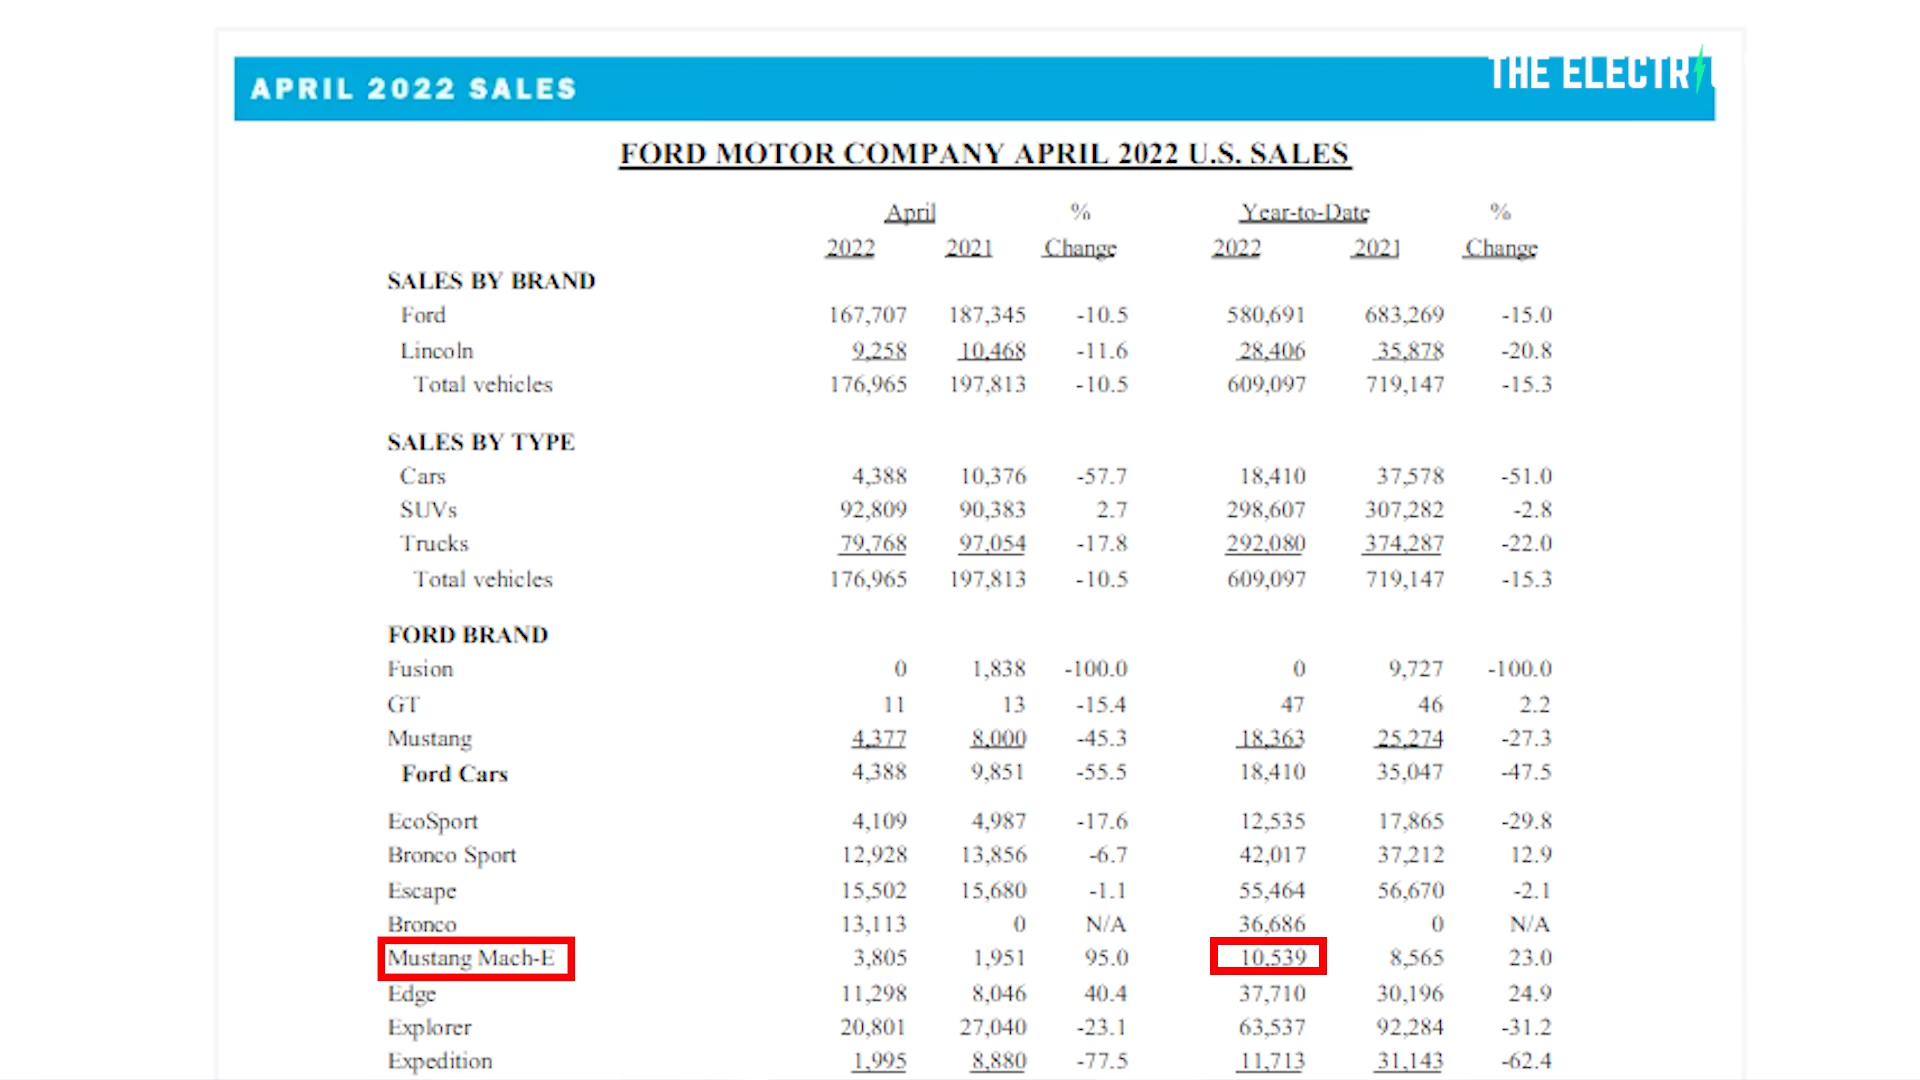 APRIL 2022 SALES
THE ELECTRI
FORD MOTOR COMPANY APRIL 2022 U.S. SALES
April % Year-to-Date %
2022 2021 Change 2022 2021 Change
SALES BY BRAND
Ford 167,707 187,345 -10.5 580,691 683,269 -15.0
Lincoln 9,258 10,468 -11.6 28,406 35,878 -20.8
Total vehicles 176,965 197,813 -10.5 609,097 719,147 -15.3
SALES BY TYPE
Cars 4,388 10,376 -57.7 18,410 37,578 -51.0
SUVs 92,809 90,383 2.7 298,607 307,282 -2.8
Trucks 79,768 97,054 -17.8 292,080 374,287 -22.0
Total vehicles 176,965 197,813 -10.5 609,097 719,147 -15.3
FORD BRAND
Fusion 0 1,838 -100.0 0 9,727 -100.0
GT 11 13 -15.4 47 46 2.2
Mustang 4,377 8,000 -45.3 18,363 25,274 -27.3
Ford Cars 4,388 9,851 -55.5 18,410 35,047 -47.5
EcoSport 4,109 4,987 -17.6 12,535 17,865 -29.8
Bronco Sport 12,928 13,856 -6.7 42,017 37,212 12.9
Escape 15,502 15,680 -1.1 55,464 56,670 -2.1
Bronco 13,113 0 N/A 36,686 0 N/A
Mustang Mach-E 3,805 1,951 95.0 10,539 8,565 23.0
Edge 11,298 8,046 40.4 37,710 30,196 24.9
Explorer 20,801 27,040 -23.1 63,537 92,284 -31.2
Expedition 1,995 8,880 -77.5 11,713 31,143 -62.4